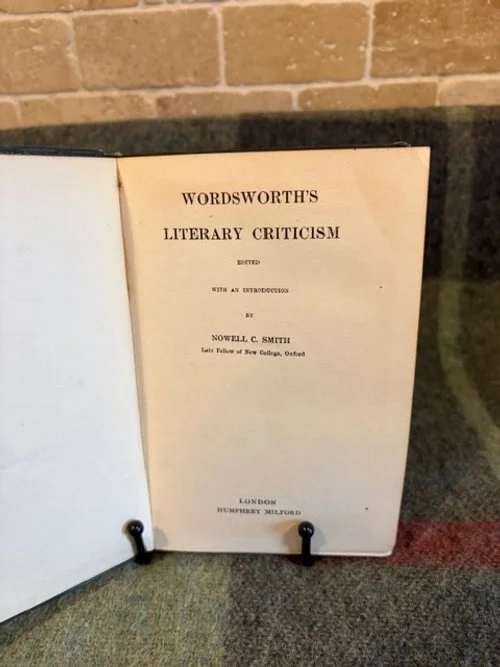 WORDSWORTH'S
LITERARY CRITICISM
EDITED
WITH AN INTRODUCTION
BY
NOWELL C. SMITH
Late Fellow of New College, Oxford
LONDON
HUMPHREY MILFORD